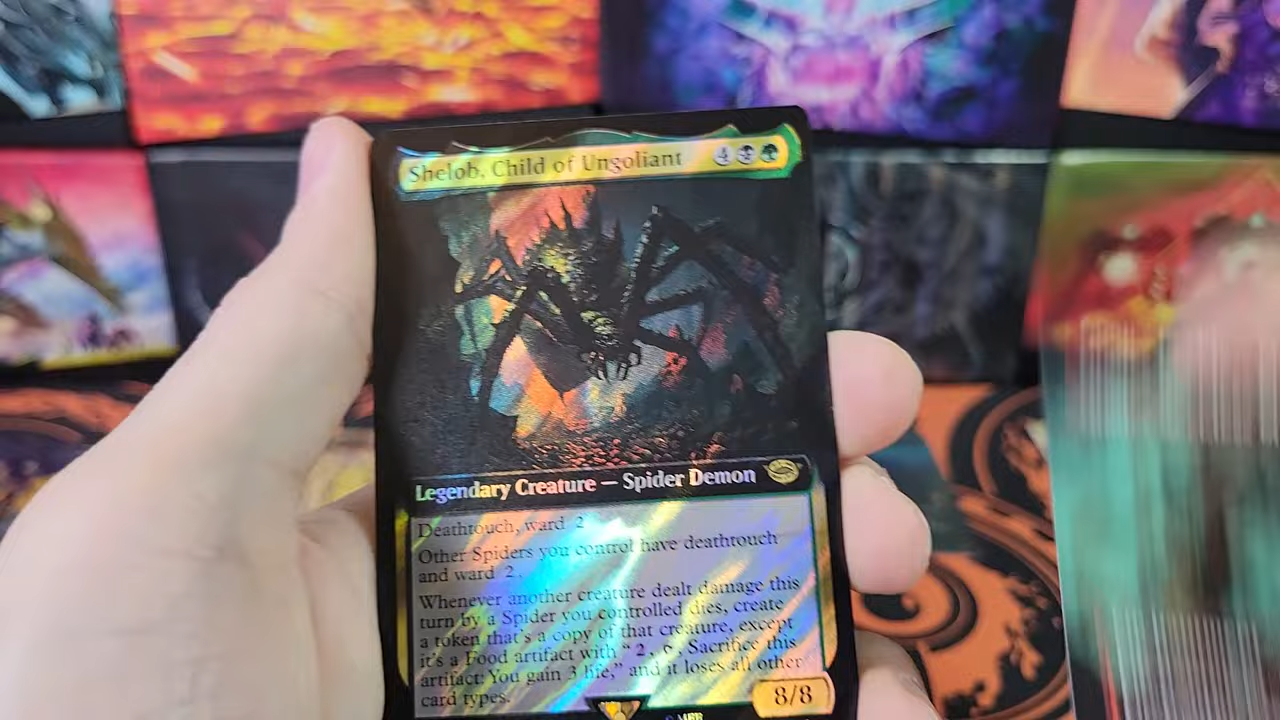 Shelob, Child of Ungoliant 4
Legendary Creature — Spider Demon
Deathtouch, ward 2
Other Spiders you control have deathtouch
and ward 2.
Whenever another creature dealt damage this
turn by a Spider you controlled dies, create
a token that's a copy of that creature, except
it's a Food artifact with "2, , Sacrifice this
artifact: You gain 3 life," and it loses all other
card types.
8/8